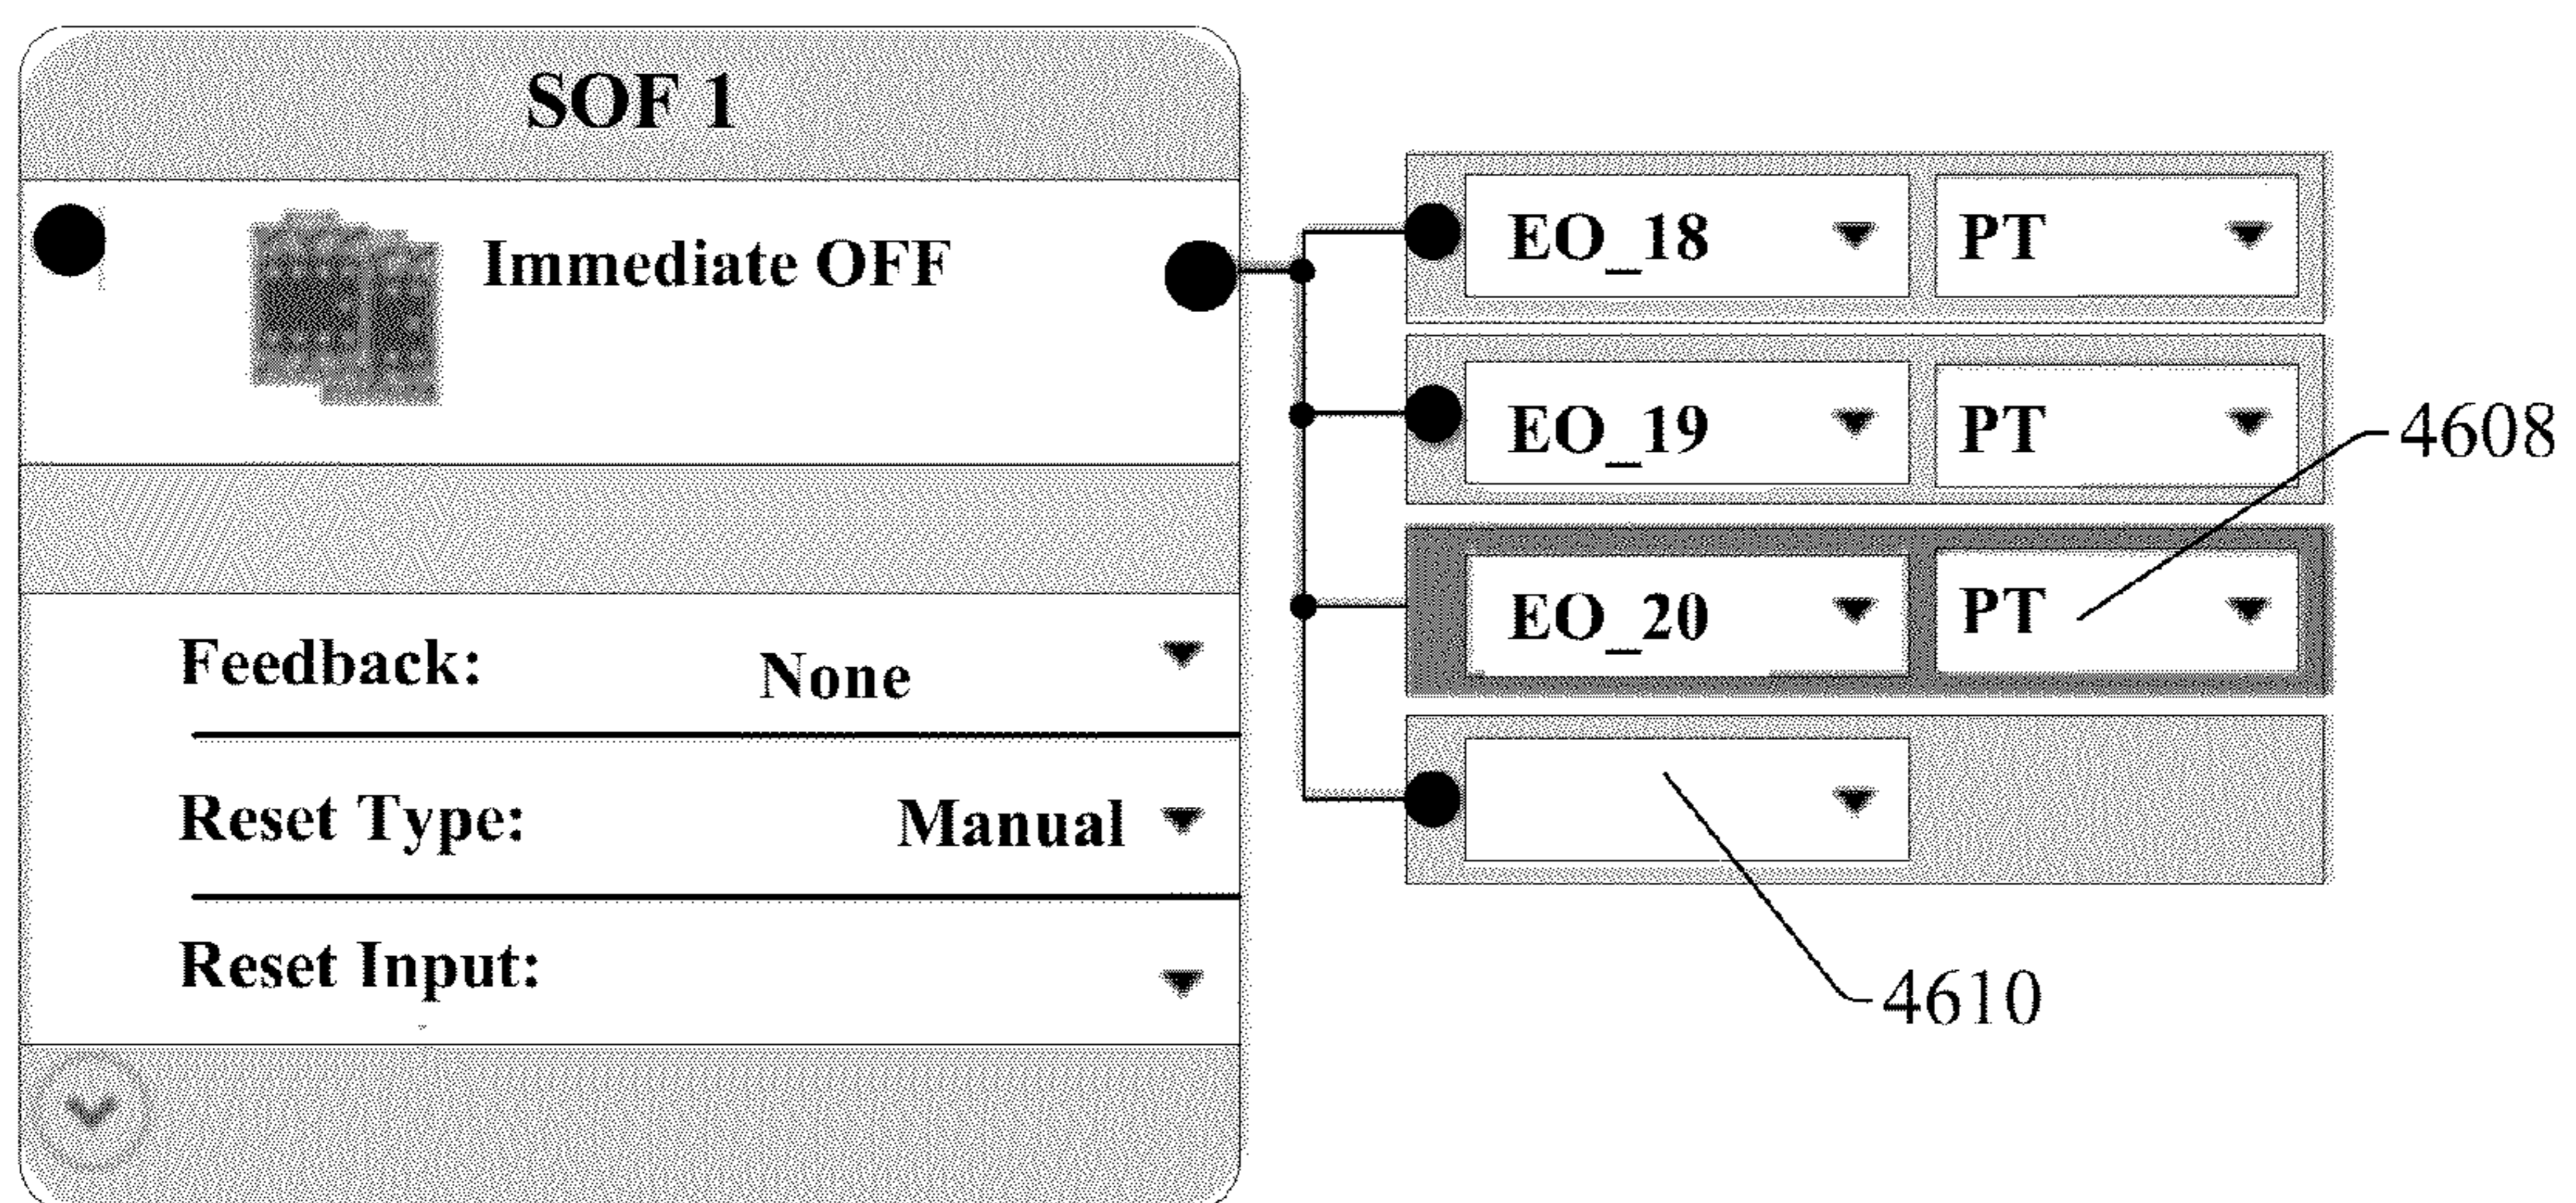 SOF 1
Immediate OFF
Feedback: None
Reset Type: Manual
Reset Input:
EO_18 PT
EO_19 PT
EO_20 PT
4608
4610